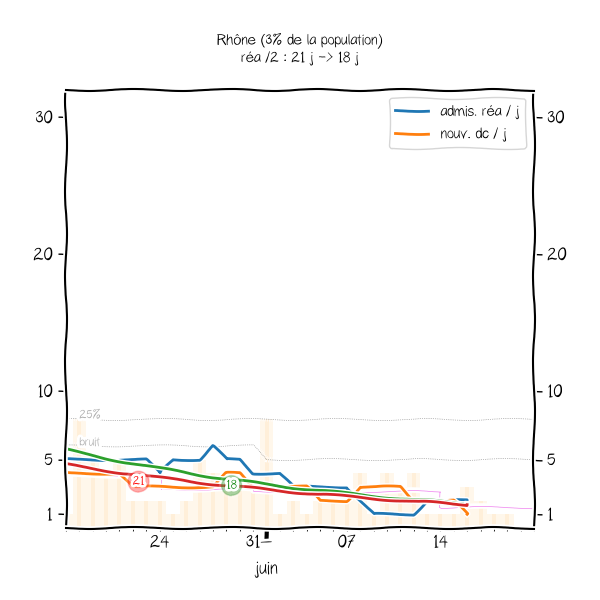 Rhône (3% de la population)
réa /2 : 21 j -> 18 j
admis. réa / j
nouv. dc / j
30
30
20
20
10
10
25%
bruit
5
5
21
18
1
1
24
31
07
14
juin